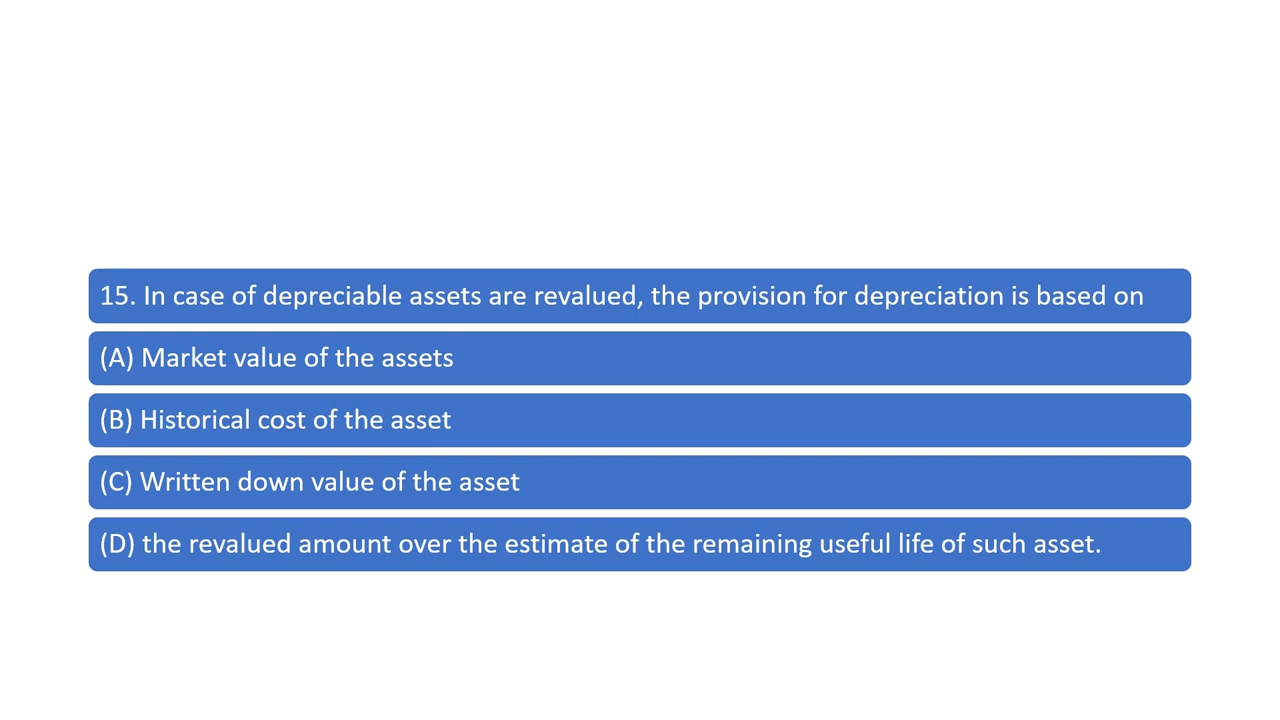 15. In case of depreciable assets are revalued, the provision for depreciation is based on
(A) Market value of the assets
(B) Historical cost of the asset
(C) Written down value of the asset
(D) the revalued amount over the estimate of the remaining useful life of such asset.